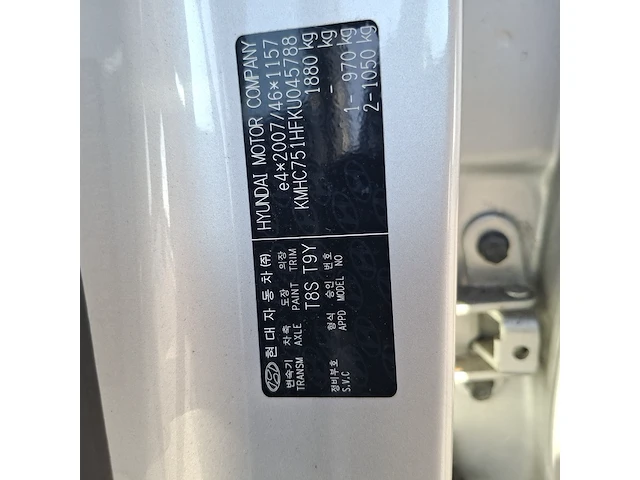 HYUNDAI MOTOR COMPANY
e4*2007/46*1157
KMHC751HFKU045788
1880 kg
- kg
1- 970 kg
2-1050 kg
현대자동차(주)
변속기 차축 도장 의장
TRANSM AXLE PAINT TRIM
T8S T9Y
형식 승인 번호
APPD MODEL NO
정비부호
S.V.C